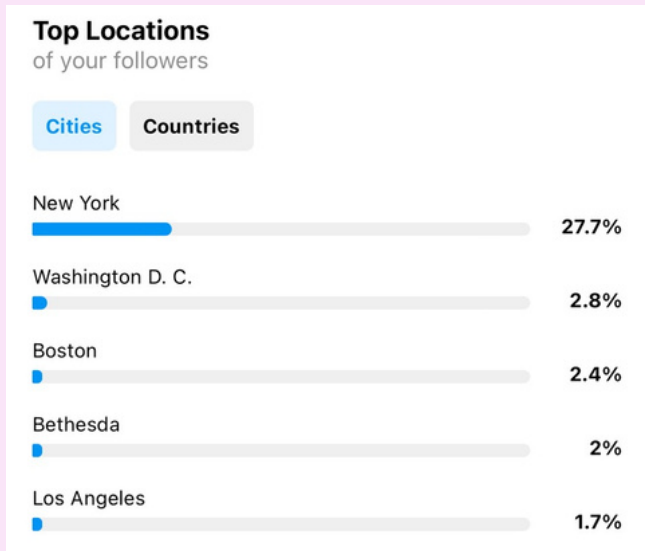 Top Locations
of your followers
Cities Countries
New York
27.7%
Washington D. C.
2.8%
Boston
2.4%
Bethesda
2%
Los Angeles
1.7%